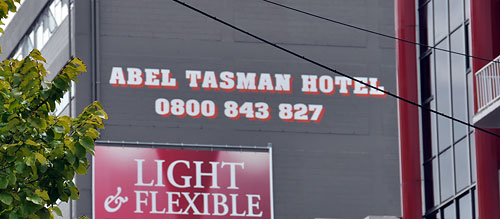 ABEL TASMAN HOTEL
0800 843 827
LIGHT
& FLEXIBLE